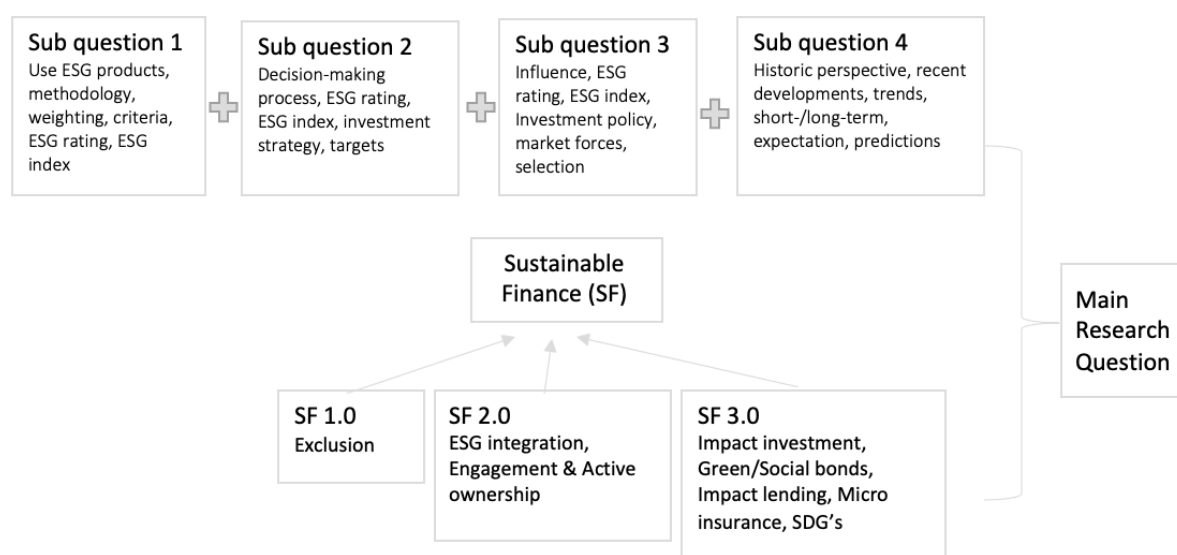 Sub question 1
Use ESG products,
methodology,
weighting, criteria,
ESG rating, ESG
index
Sub question 2
Decision-making
process, ESG rating,
ESG index, investment
strategy, targets
Sub question 3
Influence, ESG
rating, ESG index,
Investment policy,
market forces,
selection
Sub question 4
Historic perspective, recent
developments, trends,
short-/long-term,
expectation, predictions
Sustainable
Finance (SF)
Main
Research
Question
SF 1.0
Exclusion
SF 2.0
ESG integration,
Engagement & Active
ownership
SF 3.0
Impact investment,
Green/Social bonds,
Impact lending, Micro
insurance, SDG’s